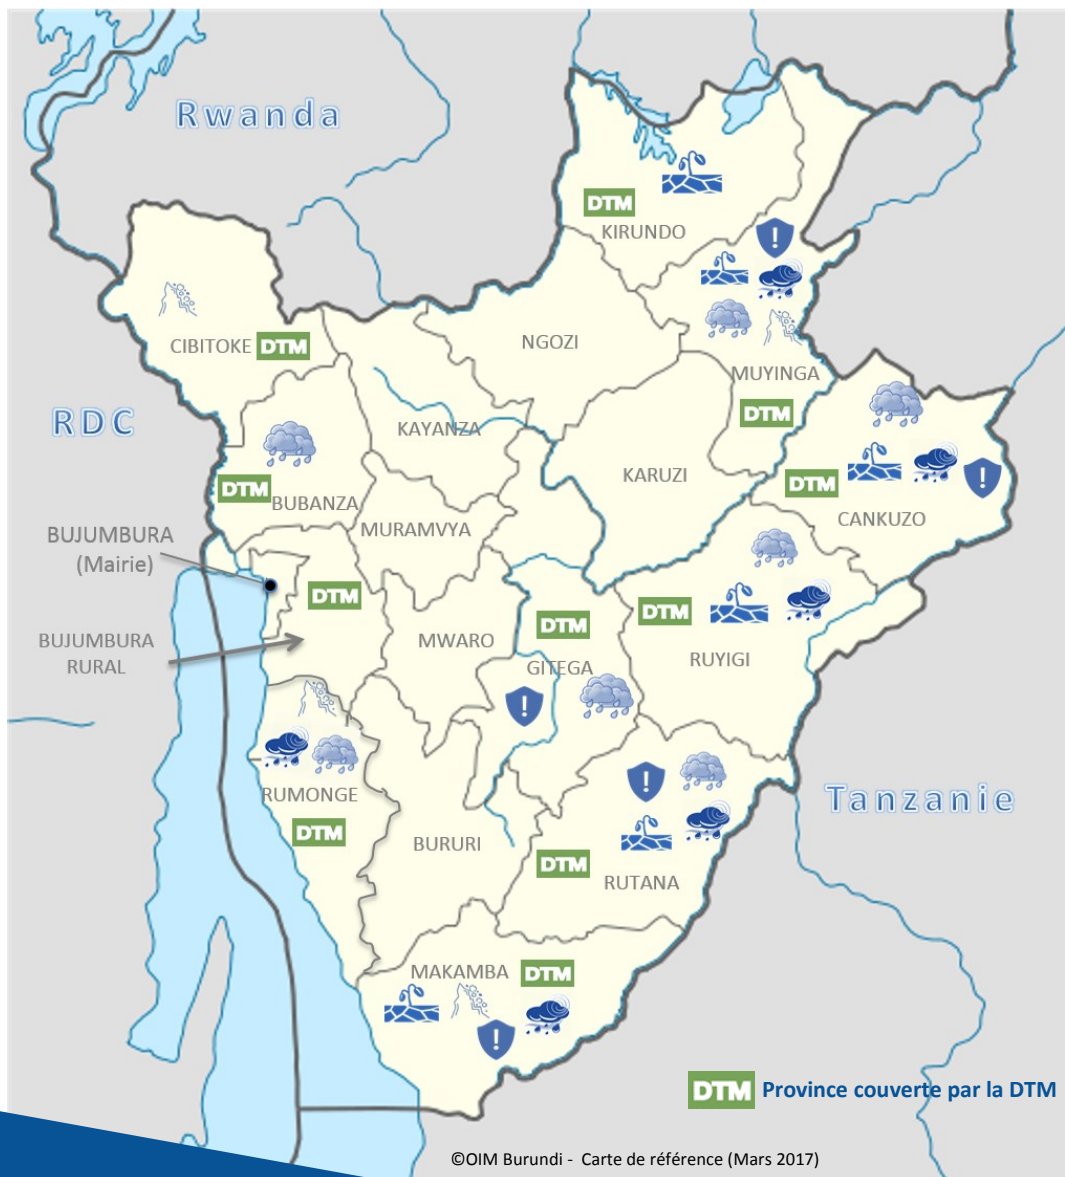 Rwanda
DTM
KIRUNDO
!
CIBITOKE DTM
NGOZI
MUYINGA
RDC
KAYANZA
DTM
KARUZI
DTM
BUBANZA
DTM
!
CANKUZO
MURAMVYA
BUJUMBURA
(Mairie)
DTM
DTM
DTM
BUJUMBURA
RURAL
MWARO
GITEGA
RUYIGI
!
!
RUMONGE
Tanzanie
DTM
BURURI
DTM
RUTANA
MAKAMBA DTM
!
DTM Province couverte par la DTM
©OIM Burundi - Carte de référence (Mars 2017)